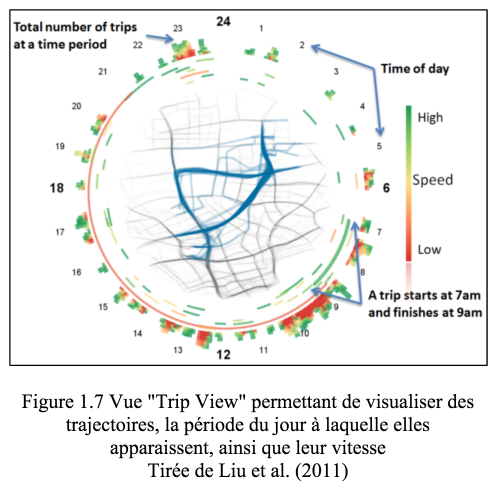 Total number of trips
at a time period
23
24
1
22
2
21
3
Time of day
20
4
High
19
5
18
6
Speed
17
7
Low
16
8
A trip starts at 7am
and finishes at 9am
15
9
14
10
13
12
11
Figure 1.7 Vue "Trip View" permettant de visualiser des
trajectoires, la période du jour à laquelle elles
apparaissent, ainsi que leur vitesse
Tirée de Liu et al. (2011)